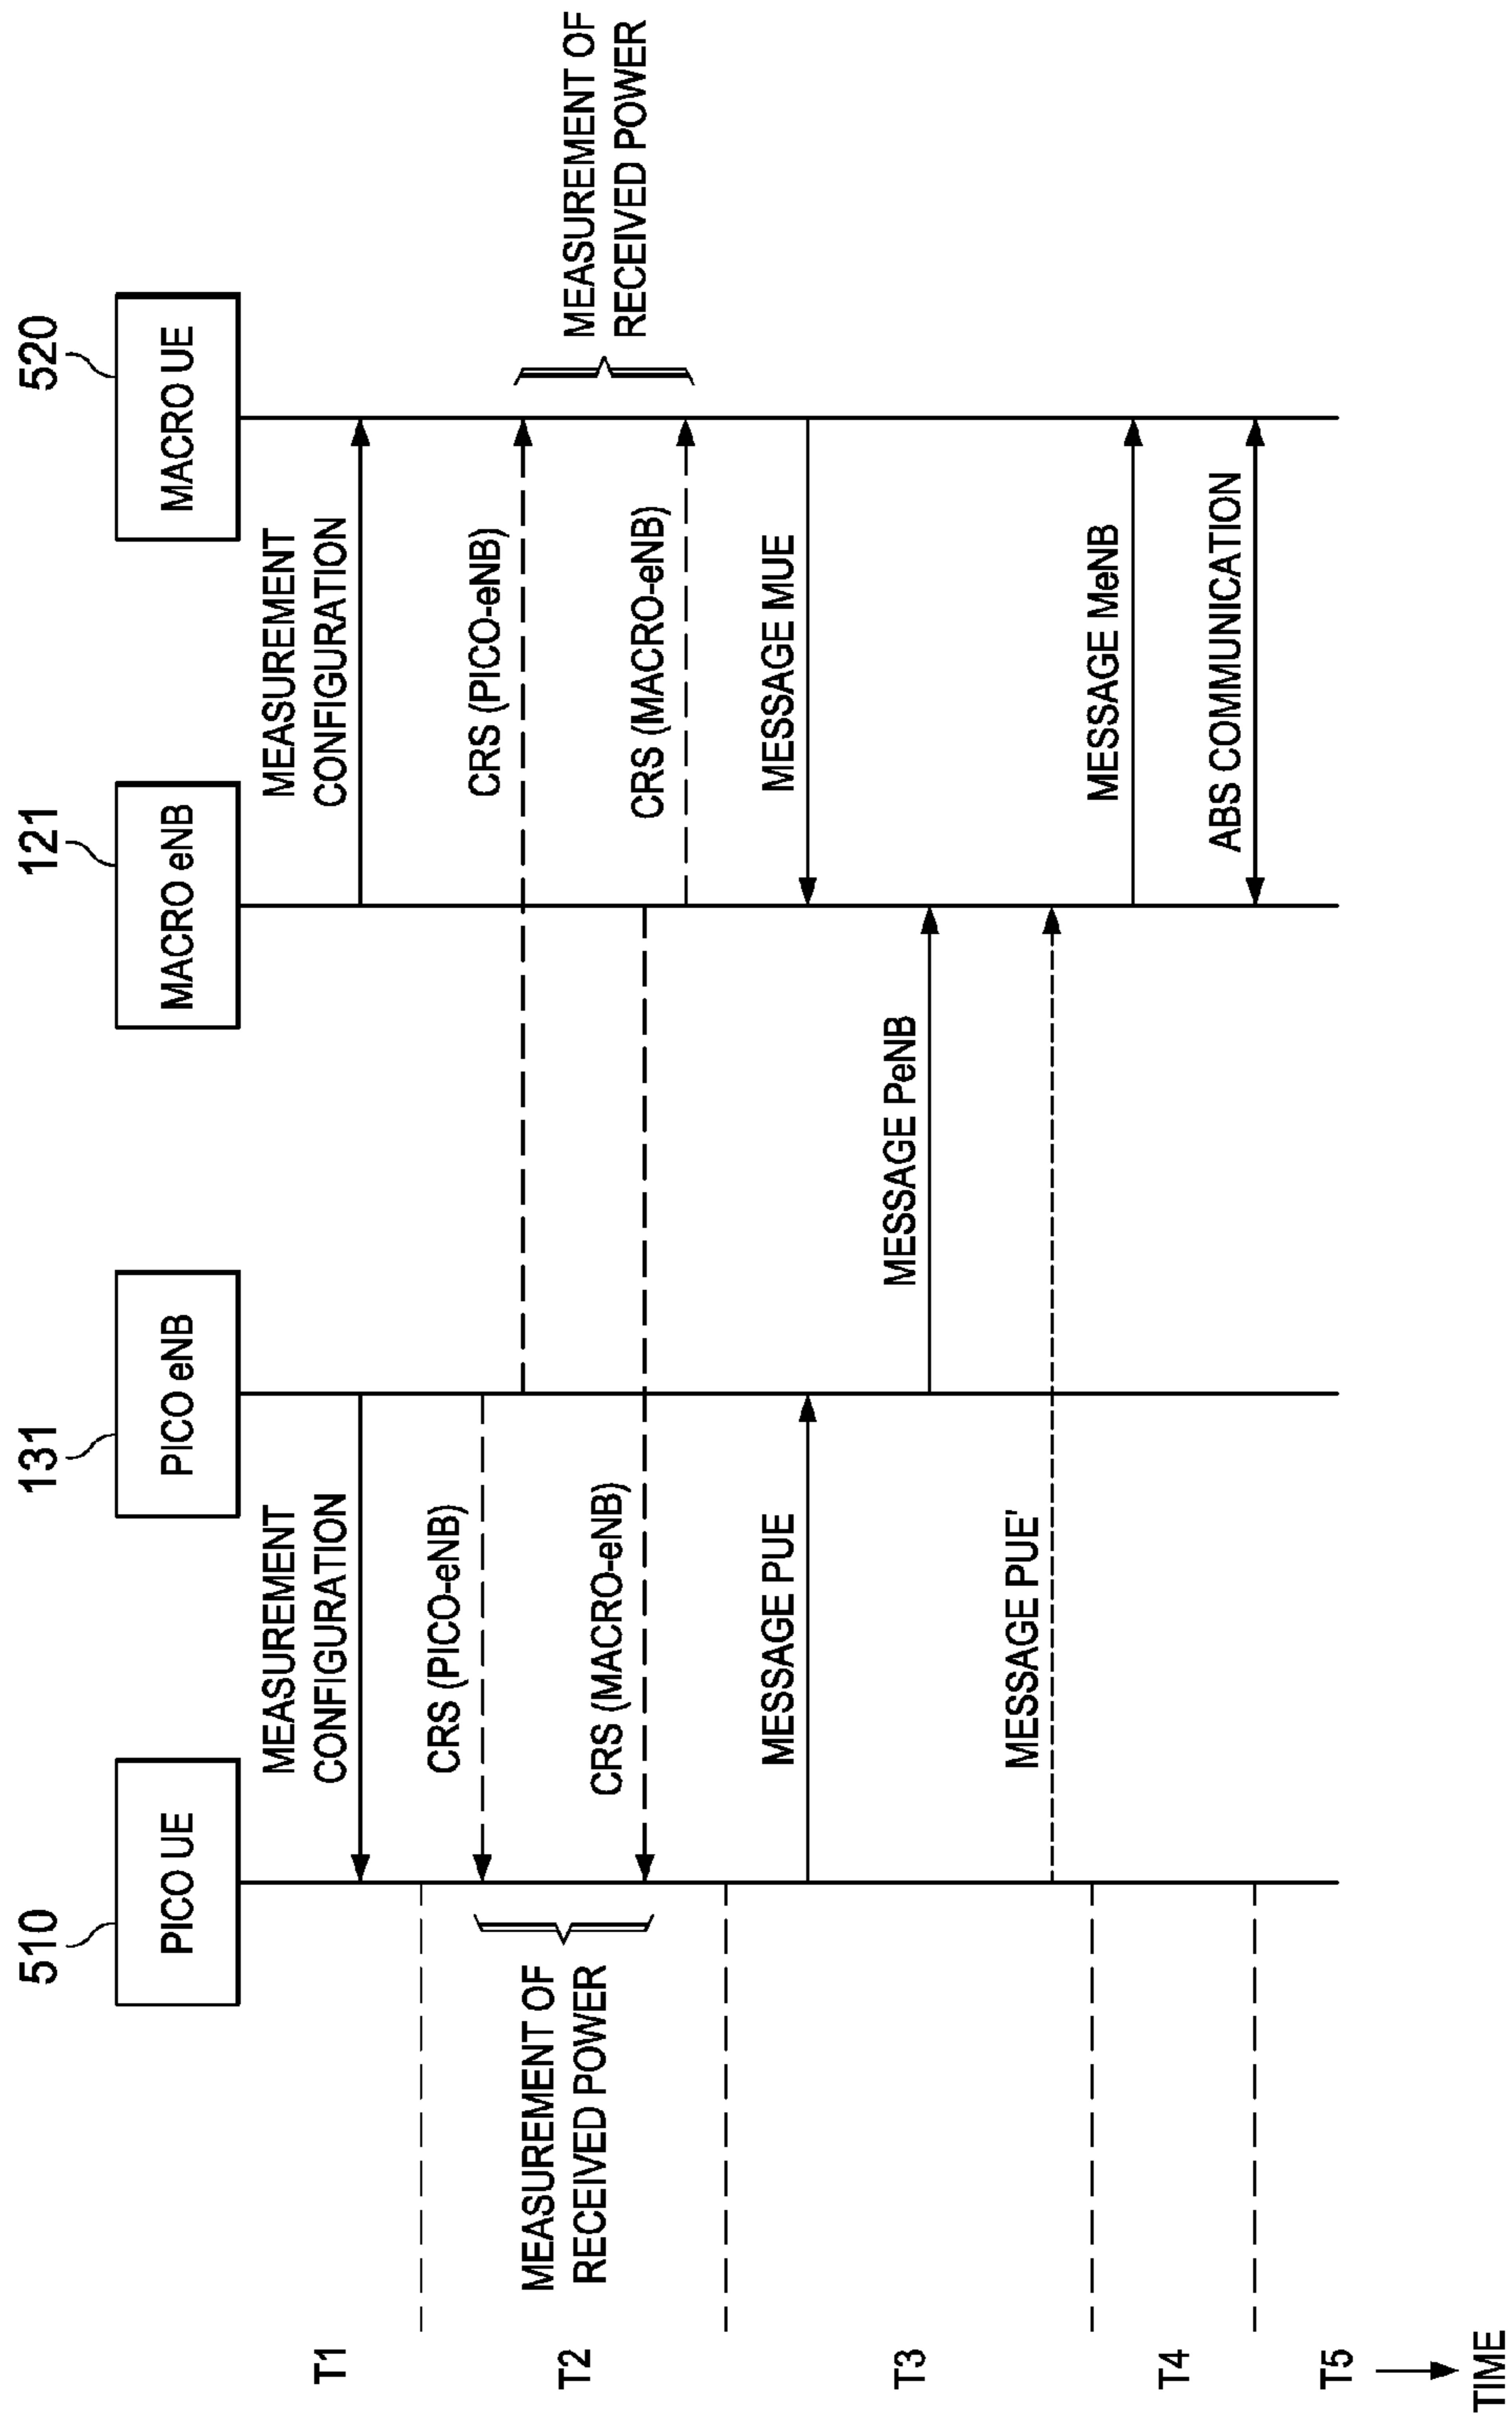 510
131
121
520
PICO UE
PICO eNB
MACRO eNB
MACRO UE
T1
MEASUREMENT
CONFIGURATION
MEASUREMENT
CONFIGURATION
T2
MEASUREMENT OF
RECEIVED POWER
CRS (PICO-eNB)
CRS (PICO-eNB)
CRS (MACRO-eNB)
CRS (MACRO-eNB)
MEASUREMENT OF
RECEIVED POWER
T3
MESSAGE PUE
MESSAGE MUE
MESSAGE PeNB
MESSAGE PUE'
T4
MESSAGE MeNB
ABS COMMUNICATION
T5
TIME